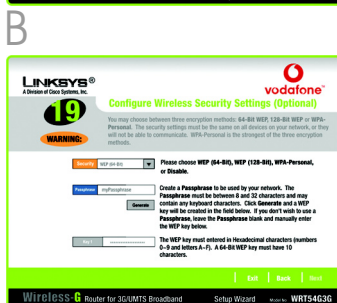 B
LINKSYS®
A Division of Cisco Systems, Inc.
vodafone™
19
WARNING:
Configure Wireless Security Settings (Optional)
You may choose between three encryption methods: 64-Bit WEP, 128-Bit WEP or WPA-
Personal. The security settings must be the same on all devices on your network, or they
will not be able to communicate. WPA-Personal is the strongest of the three encryption
methods.
Security WEP (64-Bit)
Please choose WEP (64-Bit), WEP (128-Bit), WPA-Personal,
or Disable.
Passphrase myPassphrase
Generate
Create a Passphrase to be used by your network. The
Passphrase must be between 8 and 32 characters and may
contain any keyboard characters. Click Generate and a WEP
key will be created in the field below. If you don't wish to use a
Passphrase, leave the Passphrase blank and manually enter
the WEP key below.
Key 1
The WEP key must entered in Hexadecimal characters (numbers
0–9 and letters A–F). A 64-Bit WEP key must have 10
characters.
Exit Back Next
Wireless-G Router for 3G/UMTS Broadband Setup Wizard Model No. WRT54G3G